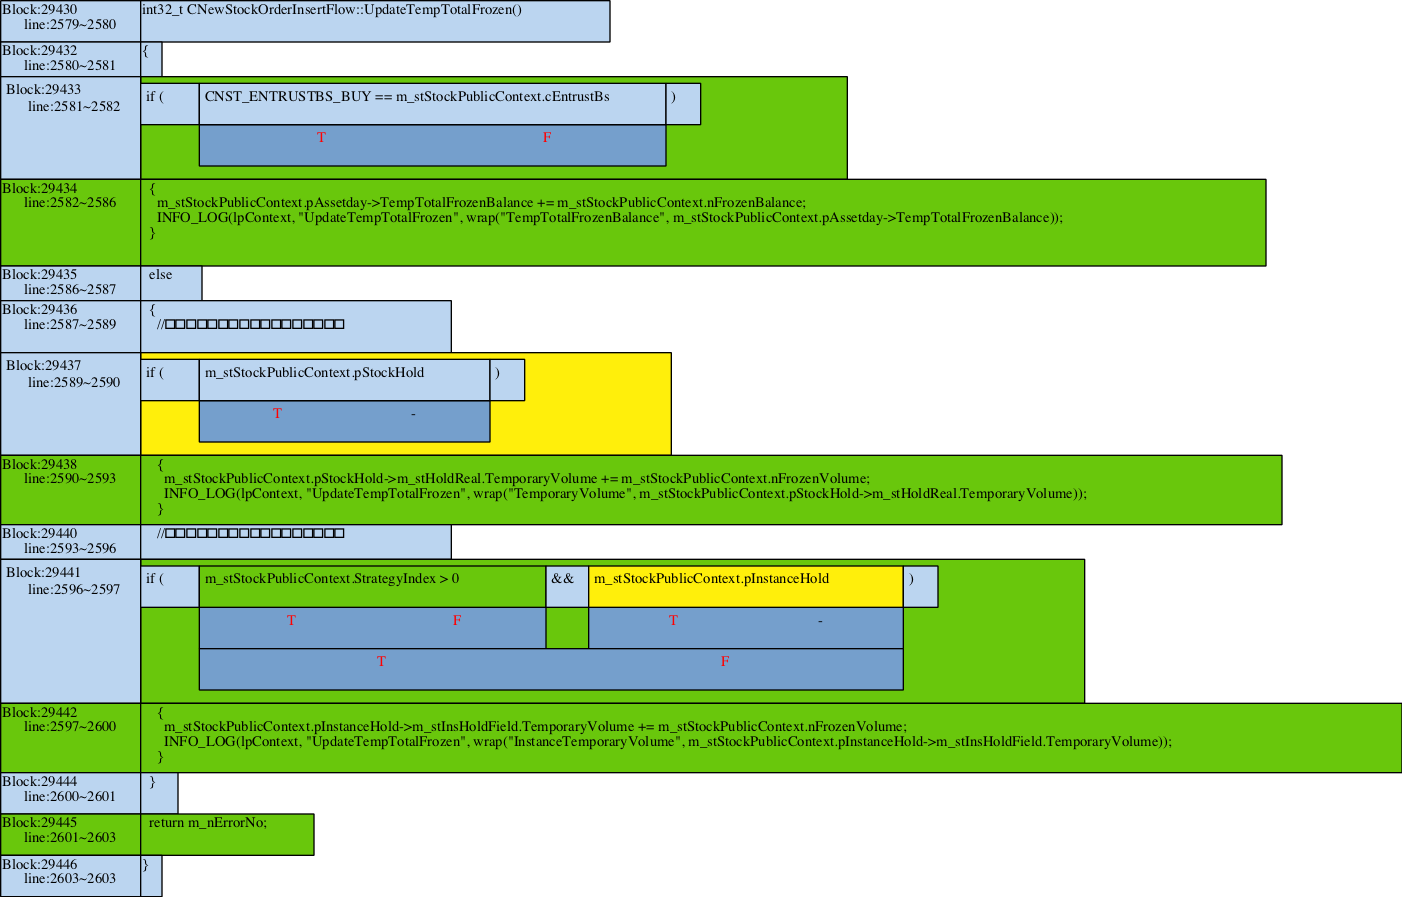 Block:29430 int32_t CNewStockOrderInsertFlow::UpdateTempTotalFrozen()
line:2579~2580
Block:29432 {
line:2580~2581
Block:29433
line:2581~2582
if ( CNST_ENTRUSTBS_BUY == m_stStockPublicContext.cEntrustBs )
T F
Block:29434 {
line:2582~2586 m_stStockPublicContext.pAssetday->TempTotalFrozenBalance += m_stStockPublicContext.nFrozenBalance;
INFO_LOG(lpContext, "UpdateTempTotalFrozen", wrap("TempTotalFrozenBalance", m_stStockPublicContext.pAssetday->TempTotalFrozenBalance));
}
Block:29435 else
line:2586~2587
Block:29436 {
line:2587~2589 //□□□□□□□□□□□□□□□□□
Block:29437
line:2589~2590
if ( m_stStockPublicContext.pStockHold )
T -
Block:29438 {
line:2590~2593 m_stStockPublicContext.pStockHold->m_stHoldReal.TemporaryVolume += m_stStockPublicContext.nFrozenVolume;
INFO_LOG(lpContext, "UpdateTempTotalFrozen", wrap("TemporaryVolume", m_stStockPublicContext.pStockHold->m_stHoldReal.TemporaryVolume));
}
Block:29440 //□□□□□□□□□□□□□□□□□
line:2593~2596
Block:29441
line:2596~2597
if ( m_stStockPublicContext.StrategyIndex > 0 && m_stStockPublicContext.pInstanceHold )
T F T -
T F
Block:29442 {
line:2597~2600 m_stStockPublicContext.pInstanceHold->m_stInsHoldField.TemporaryVolume += m_stStockPublicContext.nFrozenVolume;
INFO_LOG(lpContext, "UpdateTempTotalFrozen", wrap("InstanceTemporaryVolume", m_stStockPublicContext.pInstanceHold->m_stInsHoldField.TemporaryVolume));
}
Block:29444 }
line:2600~2601
Block:29445 return m_nErrorNo;
line:2601~2603
Block:29446 }
line:2603~2603